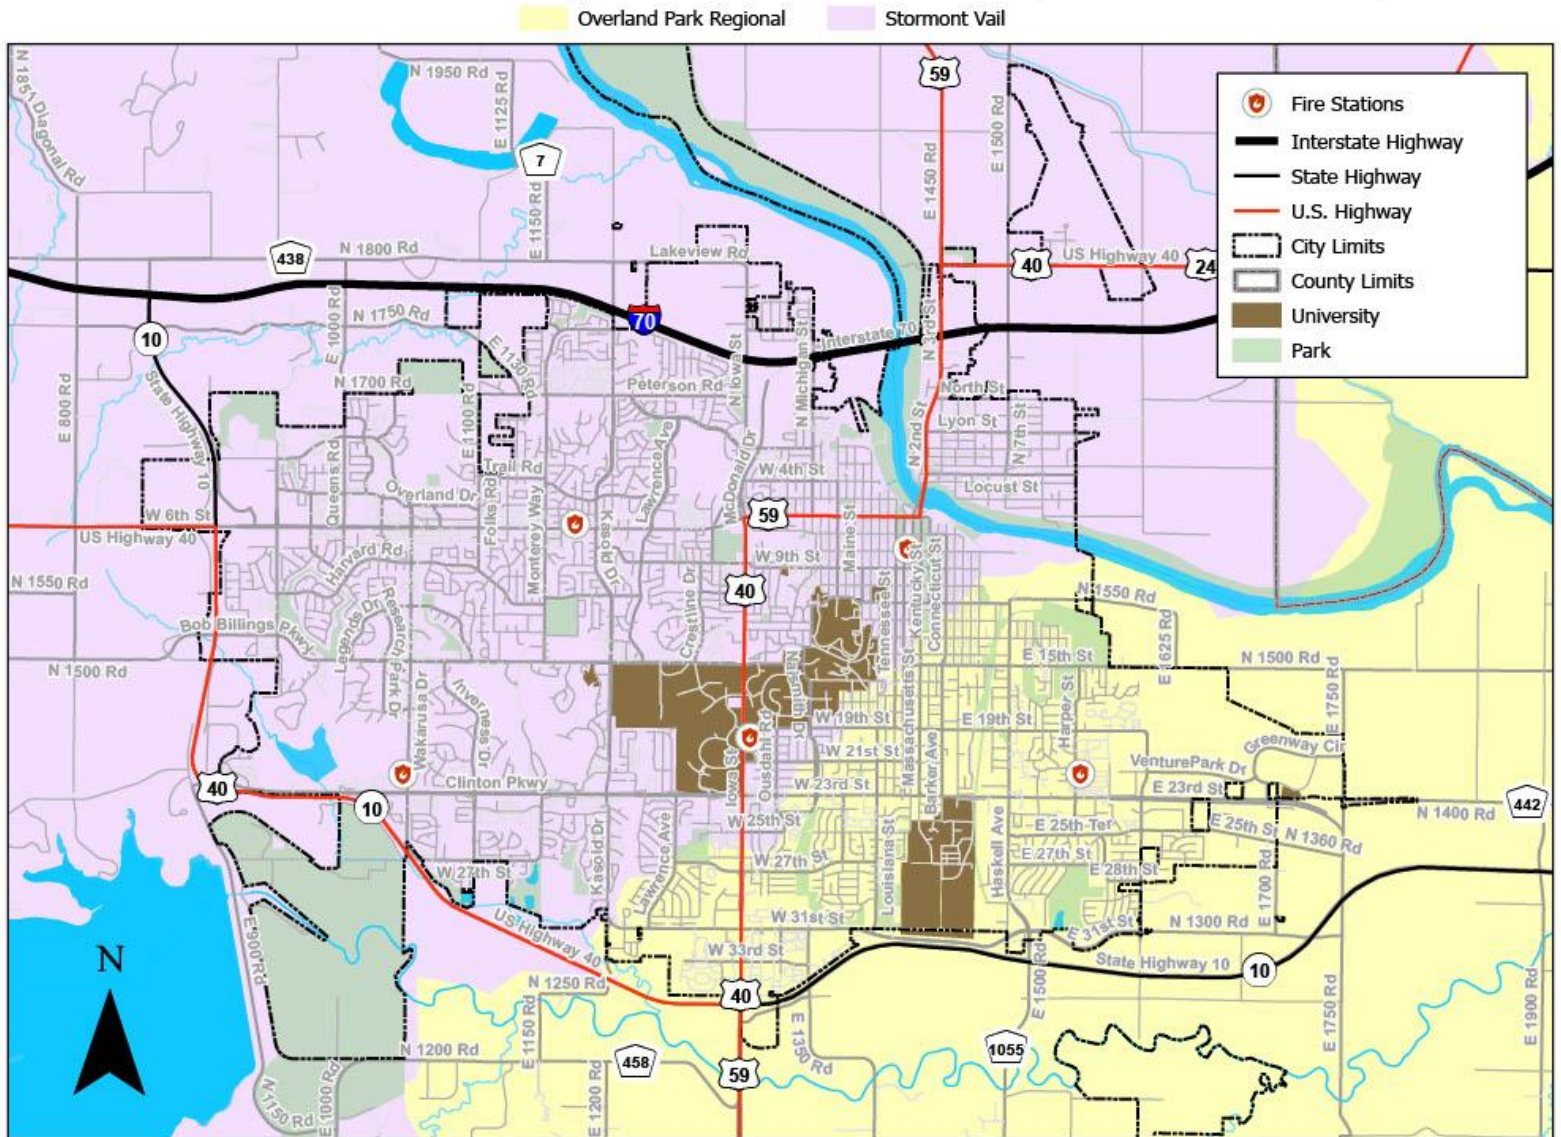 Overland Park Regional
Stormont Vail
Fire Stations
Interstate Highway
State Highway
U.S. Highway
City Limits
County Limits
University
Park
N 1851 Diagonal Rd
N 1950 Rd
E 1125 Rd
7
59
E 1500 Rd
E 1450 Rd
E 1150 Rd
438
N 1800 Rd
Lakeview Rd
US Highway 40
40
24
10
E 1000 Rd
N 1750 Rd
70
Interstate 70
N 3rd St
E 1130 Rd
N Iowa St
N Michigan St
State Highway 10
N 1700 Rd
Peterson Rd
North St
E 800 Rd
E 1100 Rd
N 2nd St
Lyon St
N 7th St
Queens Rd
Trail Rd
Lawrence Ave
McDonald Dr
W 4th St
Overland Dr
Locust St
W 6th St
Folks Rd
Monterey Way
Kasold Dr
59
Maine St
US Highway 40
Harvard Rd
W 9th St
Kentucky St
Connecticut St
N 1550 Rd
Crestline Dr
40
Tennessee St
N 1550 Rd
Bob Billings Pkwy
Legends Dr
Research Park Dr
E 1625 Rd
N 1500 Rd
E 15th St
N 1500 Rd
Wakarusa Dr
Inverness Dr
Naismith Dr
Massachusetts St
Harper St
E 1750 Rd
W 19th St
E 19th St
Iowa St
Ousdahl Rd
W 21st St
Barker Ave
Greenway Cir
VenturePark Dr
40
10
Clinton Pkwy
W 23rd St
E 23rd St
442
N 1400 Rd
W 25th St
E 25th Ter
E 25th St
N 1360 Rd
W 27th St
Kasold Dr
Lawrence Ave
W 27th St
Louisiana St
Haskell Ave
E 27th St
E 28th St
E 1700 Rd
W 31st St
E 31st St
N 1300 Rd
US Highway 40
E 900 Rd
W 33rd St
State Highway 10
10
N
N 1250 Rd
40
E 1500 Rd
E 1150 Rd
E 1350 Rd
E 1750 Rd
E 1900 Rd
N 1200 Rd
458
1055
59
N 1150 Rd
E 1000 Rd
E 1200 Rd